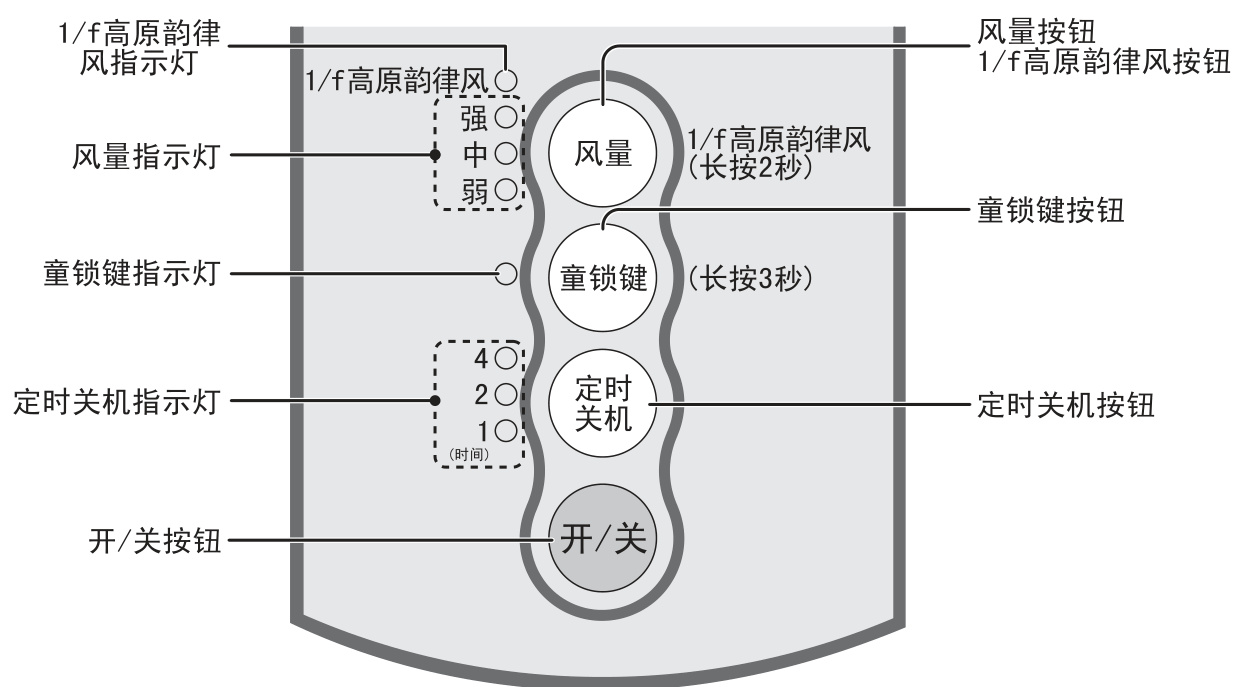 1/f高原韵律
风指示灯
风量按钮
1/f高原韵律风按钮
1/f高原韵律风
强
中
弱
风量指示灯
风量
1/f高原韵律风
(长按2秒)
童锁键按钮
童锁键指示灯
童锁键
(长按3秒)
4
2
1
(时间)
定时关机指示灯
定时
关机
定时关机按钮
开/关按钮
开/关